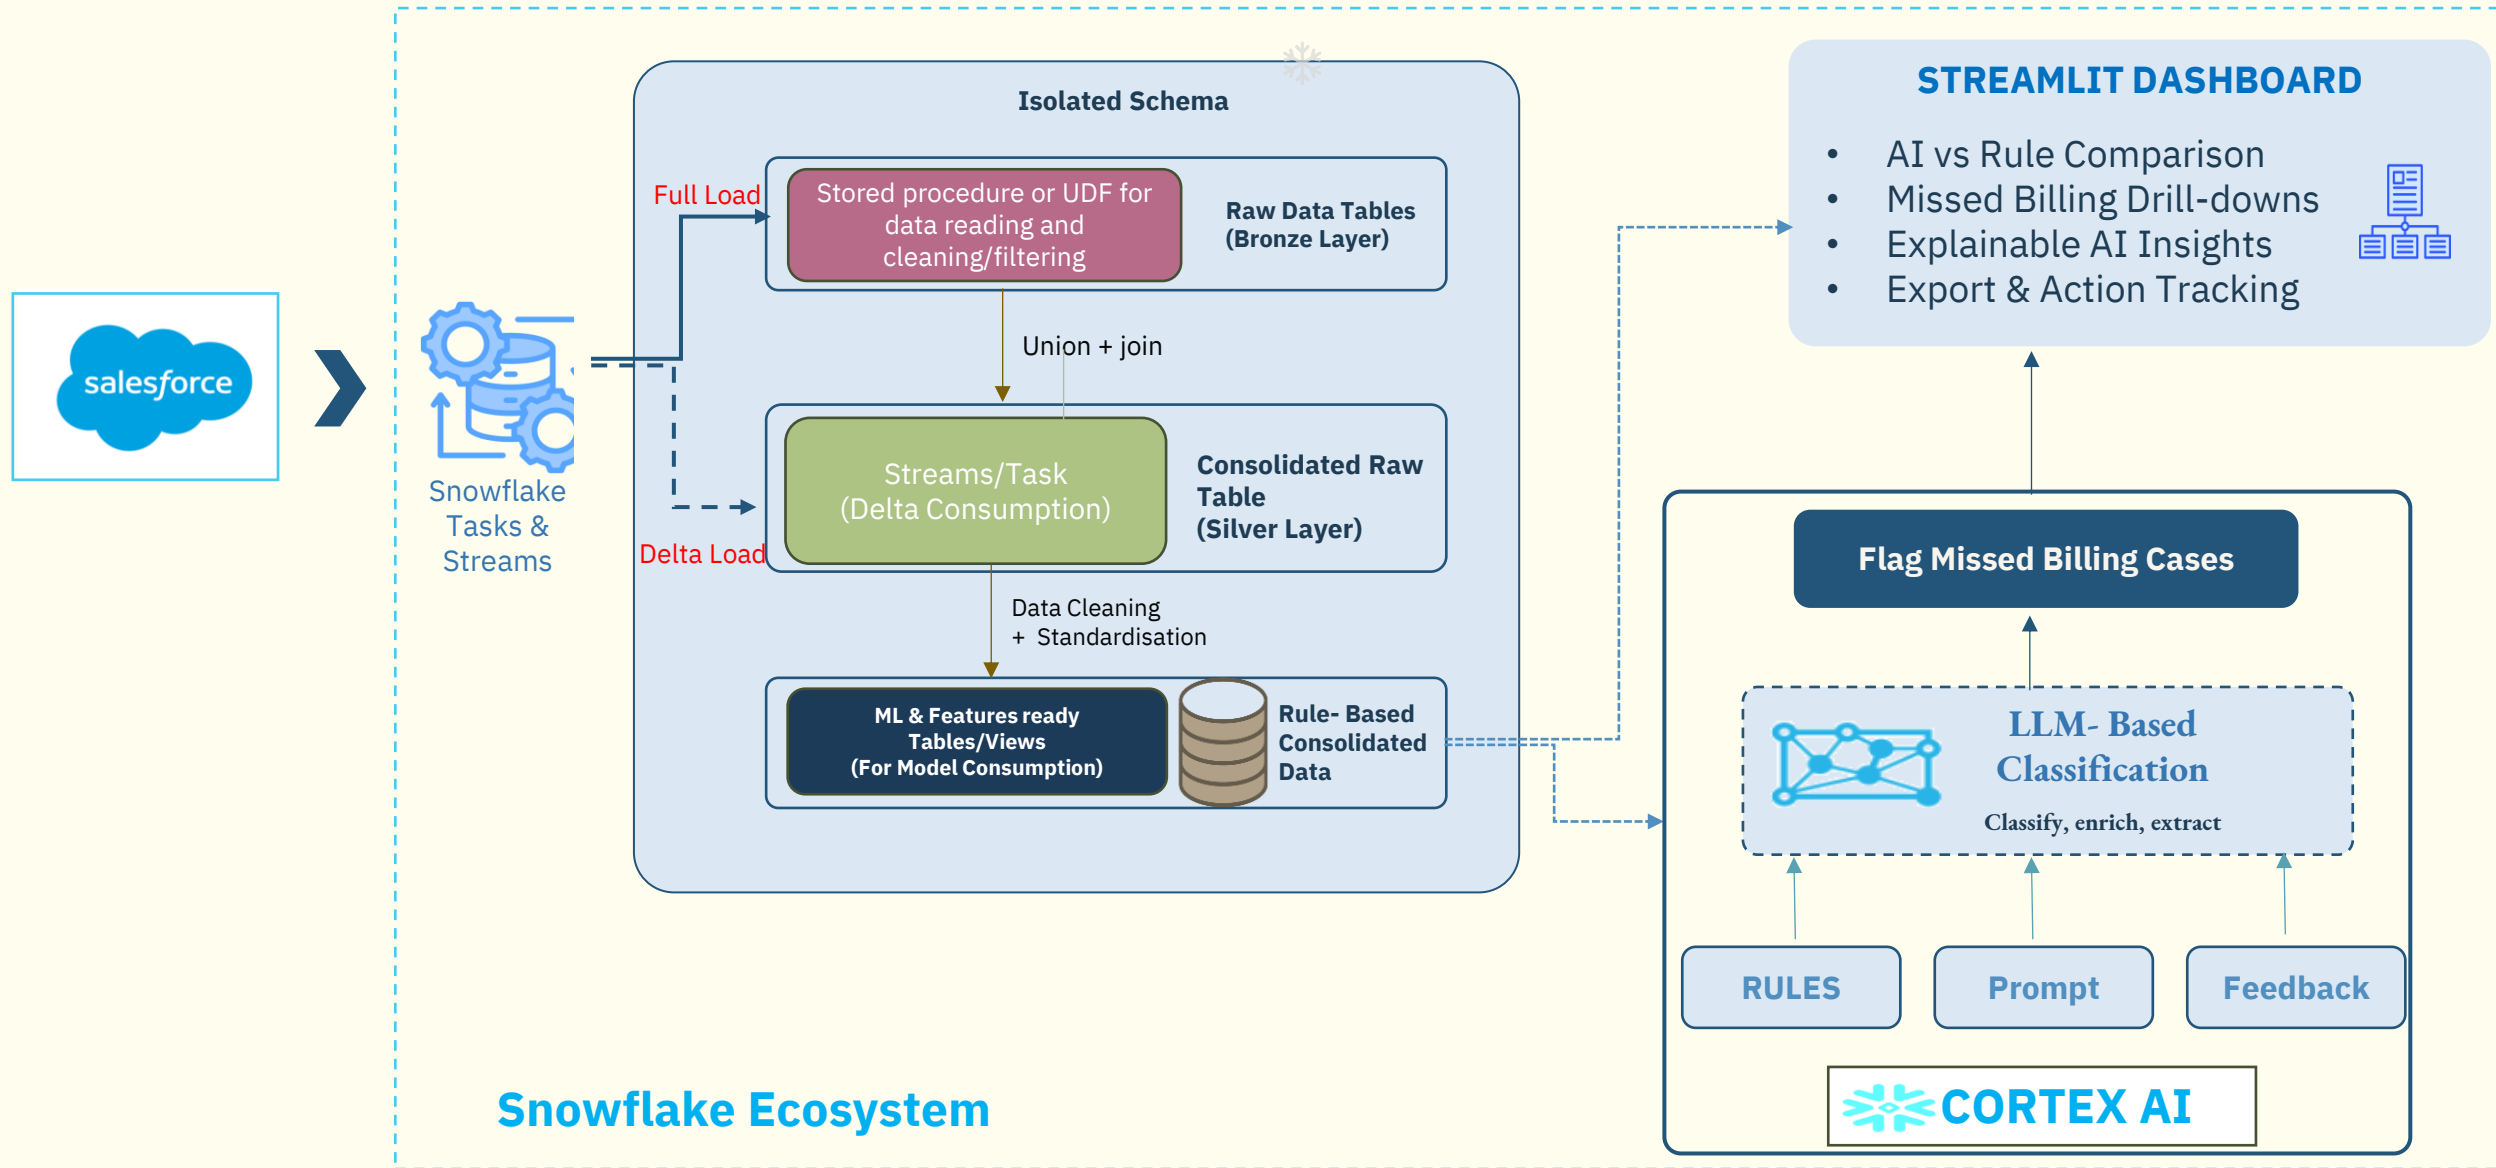 salesforce
Snowflake
Tasks &
Streams
Isolated Schema
Full Load
Stored procedure or UDF for
data reading and
cleaning/filtering
Raw Data Tables
(Bronze Layer)
Union + join
Streams/Task
(Delta Consumption)
Consolidated Raw
Table
(Silver Layer)
Delta Load
Data Cleaning
+ Standardisation
ML & Features ready
Tables/Views
(For Model Consumption)
Rule- Based
Consolidated
Data
STREAMLIT DASHBOARD
• AI vs Rule Comparison
• Missed Billing Drill-downs
• Explainable AI Insights
• Export & Action Tracking
Flag Missed Billing Cases
LLM- Based
Classification
Classify, enrich, extract
RULES
Prompt
Feedback
CORTEX AI
Snowflake Ecosystem